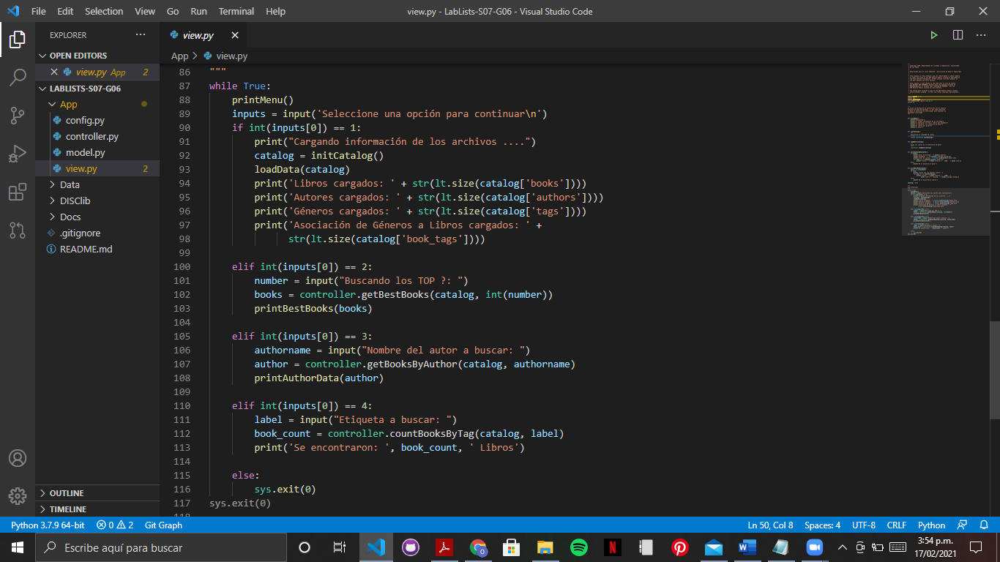 File Edit Selection View Go Run Terminal Help view.py - LabLists-S07-G06 - Visual Studio Code
EXPLORER ···
OPEN EDITORS
view.py App 2
LABLISTS-S07-G06
App
config.py
controller.py
model.py
view.py 2
Data
DISClib
Docs
.gitignore
README.md
OUTLINE
TIMELINE
view.py
App > view.py
86 """
87 while True:
88 printMenu()
89 inputs = input('Seleccione una opción para continuar\n')
90 if int(inputs[0]) == 1:
91 print("Cargando información de los archivos ....")
92 catalog = initCatalog()
93 loadData(catalog)
94 print('Libros cargados: ' + str(lt.size(catalog['books'])))
95 print('Autores cargados: ' + str(lt.size(catalog['authors'])))
96 print('Géneros cargados: ' + str(lt.size(catalog['tags'])))
97 print('Asociación de Géneros a Libros cargados: ' +
98 str(lt.size(catalog['book_tags'])))
99
100 elif int(inputs[0]) == 2:
101 number = input("Buscando los TOP ?: ")
102 books = controller.getBestBooks(catalog, int(number))
103 printBestBooks(books)
104
105 elif int(inputs[0]) == 3:
106 authorname = input("Nombre del autor a buscar: ")
107 author = controller.getBooksByAuthor(catalog, authorname)
108 printAuthorData(author)
109
110 elif int(inputs[0]) == 4:
111 label = input("Etiqueta a buscar: ")
112 book_count = controller.countBooksByTag(catalog, label)
113 print('Se encontraron: ', book_count, ' Libros')
114
115 else:
116 sys.exit(0)
117 sys.exit(0)
Python 3.7.9 64-bit 0 2 Git Graph Ln 50, Col 8 Spaces: 4 UTF-8 CRLF Python
Escribe aquí para buscar
3:54 p.m.
17/02/2021